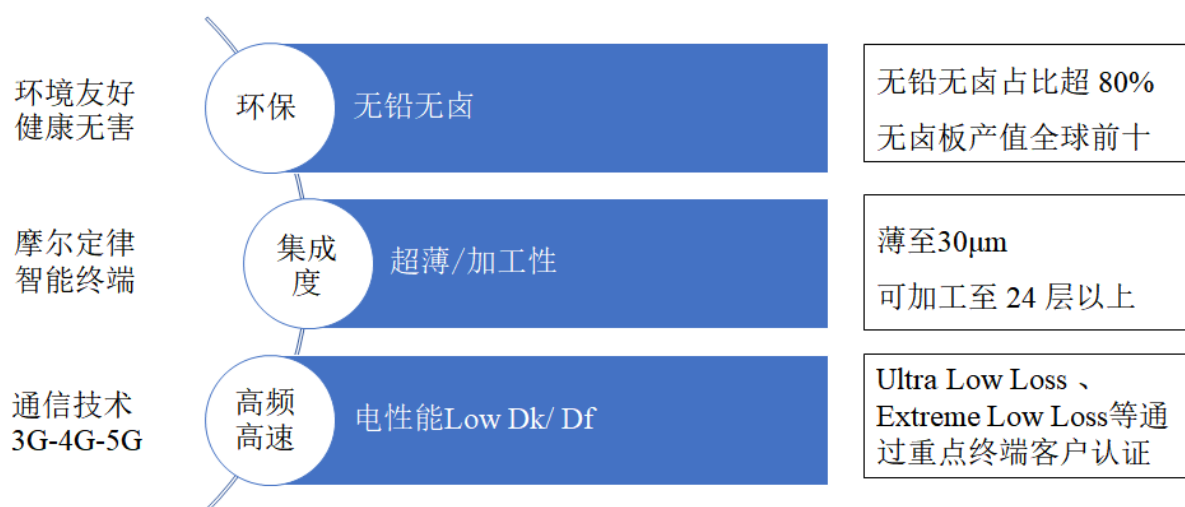 环境友好
健康无害
环保
无铅无卤
无铅无卤占比超 80%
无卤板产值全球前十
摩尔定律
智能终端
集成
度
超薄/加工性
薄至30μm
可加工至 24 层以上
通信技术
3G-4G-5G
高频
高速
电性能Low Dk/ Df
Ultra Low Loss 、
Extreme Low Loss等通
过重点终端客户认证